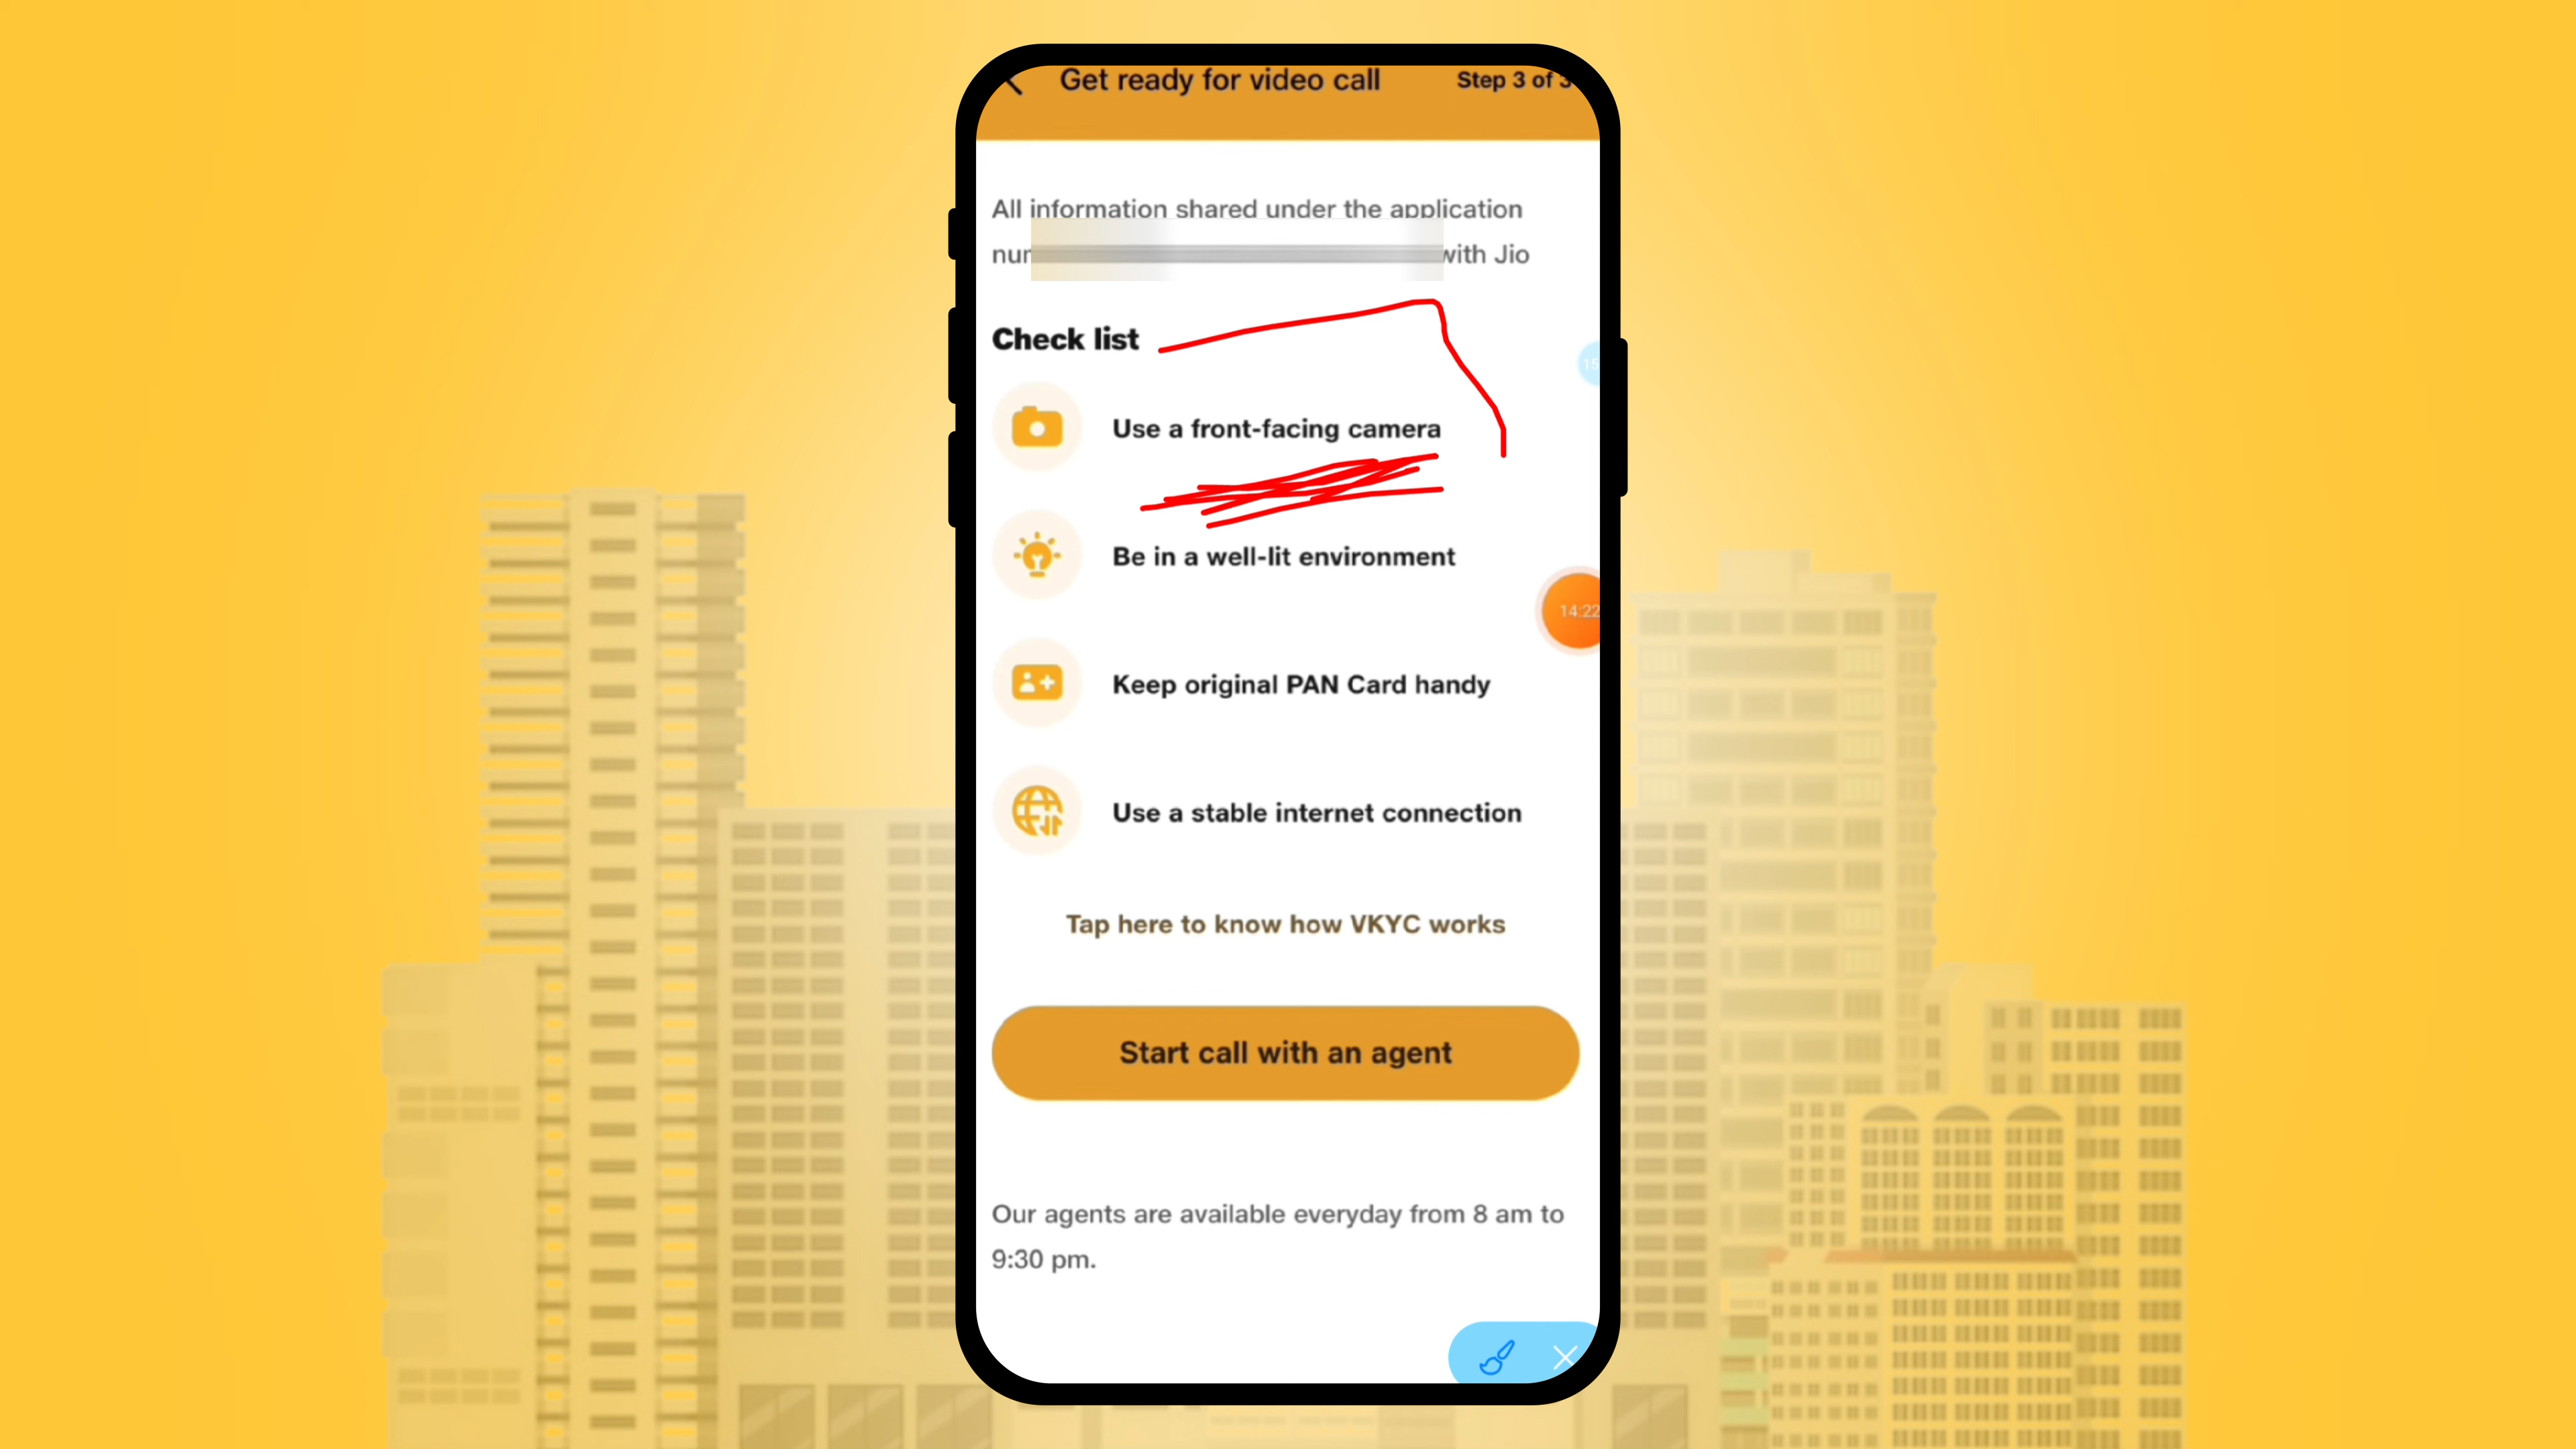 Get ready for video call Step 3 of 3
All information shared under the application
with Jio
Check list
Use a front-facing camera
Be in a well-lit environment
14:22
Keep original PAN Card handy
Use a stable internet connection
Tap here to know how VKYC works
Start call with an agent
Our agents are available everyday from 8 am to
9:30 pm.